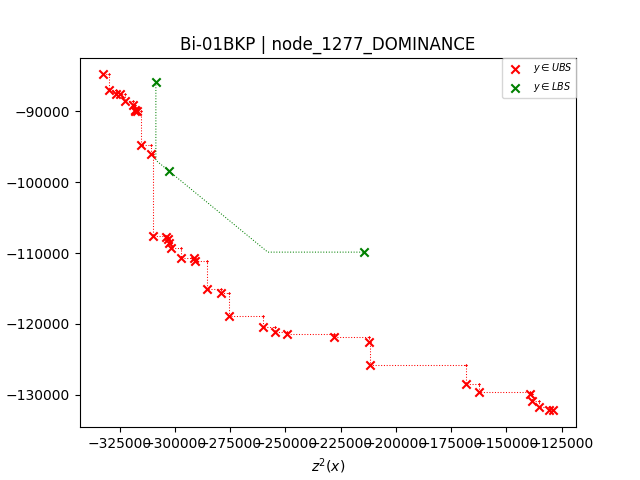 Bi-01BKP | node_1277_DOMINANCE
y ∈ UBS
y ∈ LBS
−90000
−100000
−110000
−120000
−130000
−325000 −300000 −275000 −250000 −225000 −200000 −175000 −150000 −125000
z²(x)